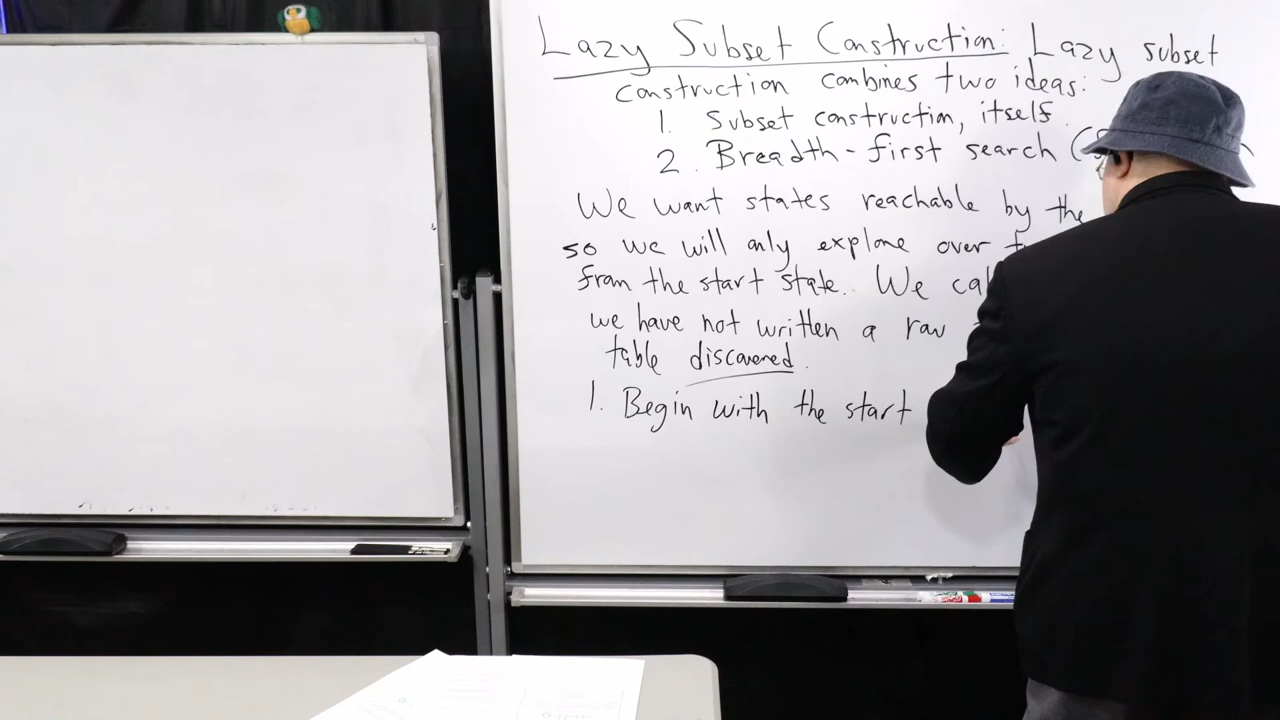 Lazy Subset Construction: Lazy subset
construction combines two ideas:
1. Subset construction, itself.
2. Breadth-first search
We want states reachable by the
so we will only explore over
from the start state. We
we have not written a row
table discovered.
1. Begin with the start